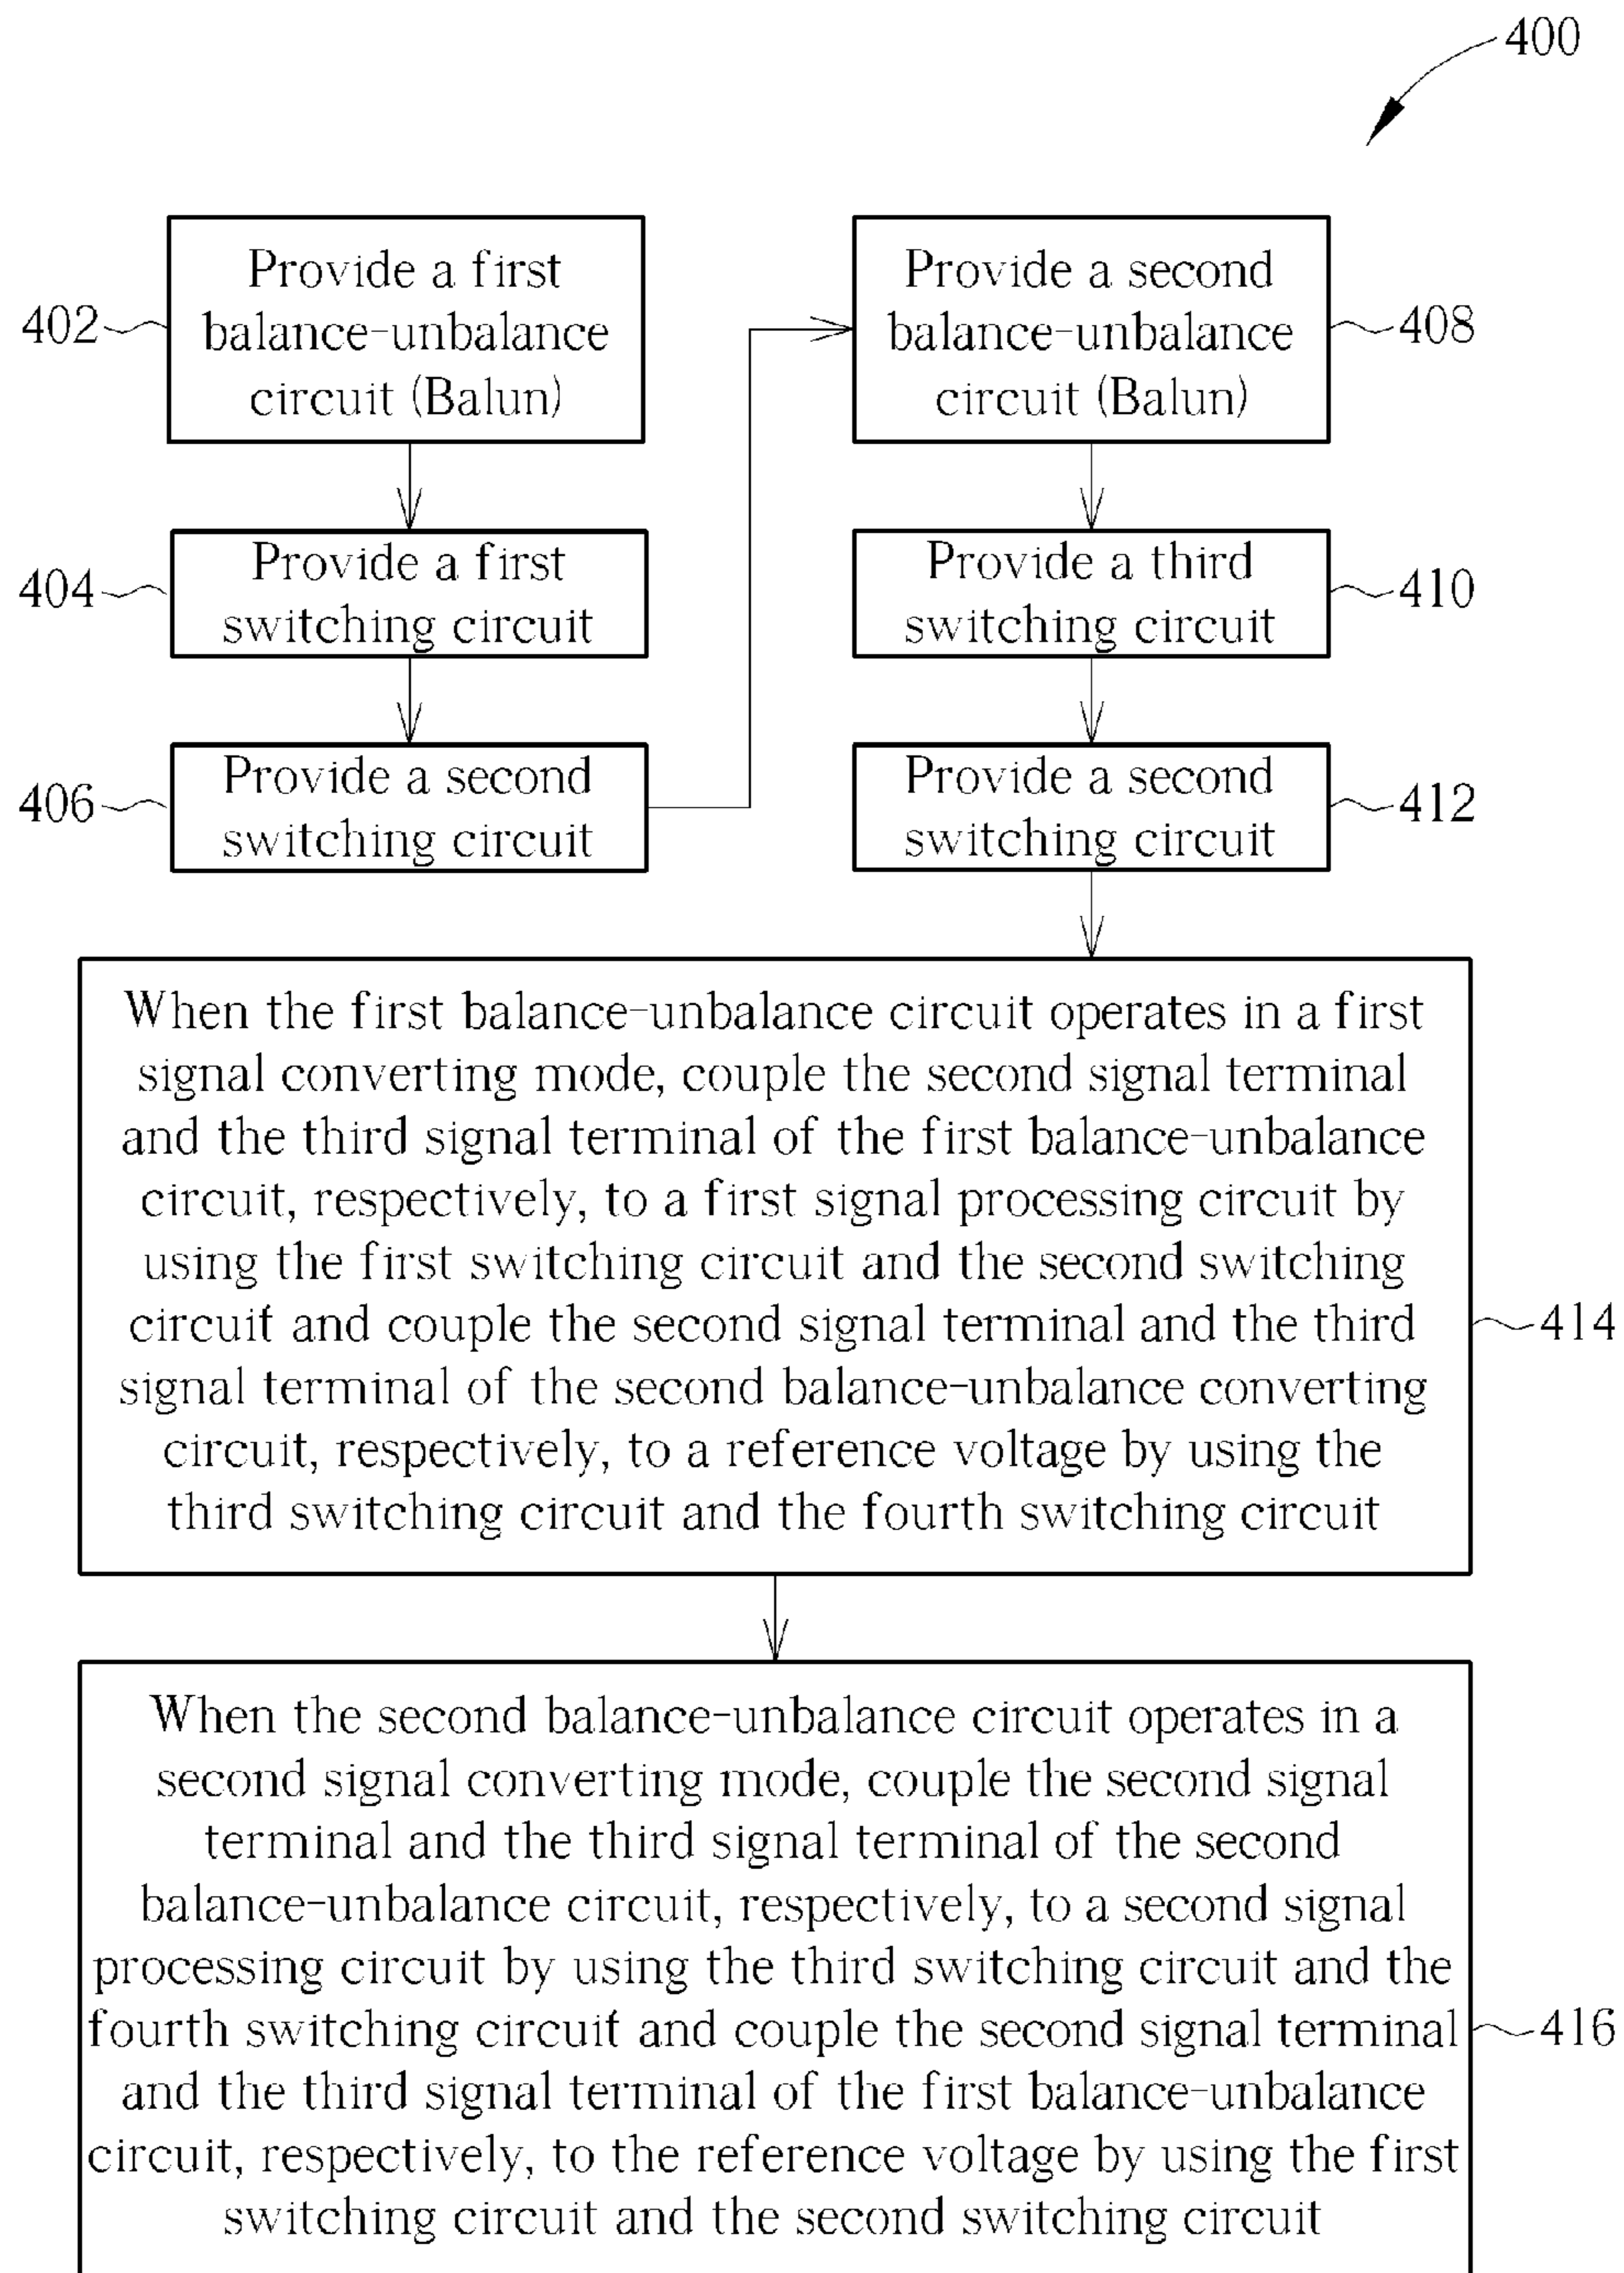 400
402
Provide a first
balance-unbalance
circuit (Balun)
404
Provide a first
switching circuit
406
Provide a second
switching circuit
Provide a second
balance-unbalance
circuit (Balun)
408
Provide a third
switching circuit
410
Provide a second
switching circuit
412
When the first balance-unbalance circuit operates in a first
signal converting mode, couple the second signal terminal
and the third signal terminal of the first balance-unbalance
circuit, respectively, to a first signal processing circuit by
using the first switching circuit and the second switching
circuit and couple the second signal terminal and the third
signal terminal of the second balance-unbalance converting
circuit, respectively, to a reference voltage by using the
third switching circuit and the fourth switching circuit
414
When the second balance-unbalance circuit operates in a
second signal converting mode, couple the second signal
terminal and the third signal terminal of the second
balance-unbalance circuit, respectively, to a second signal
processing circuit by using the third switching circuit and the
fourth switching circuit and couple the second signal terminal
and the third signal terminal of the first balance-unbalance
circuit, respectively, to the reference voltage by using the first
switching circuit and the second switching circuit
416